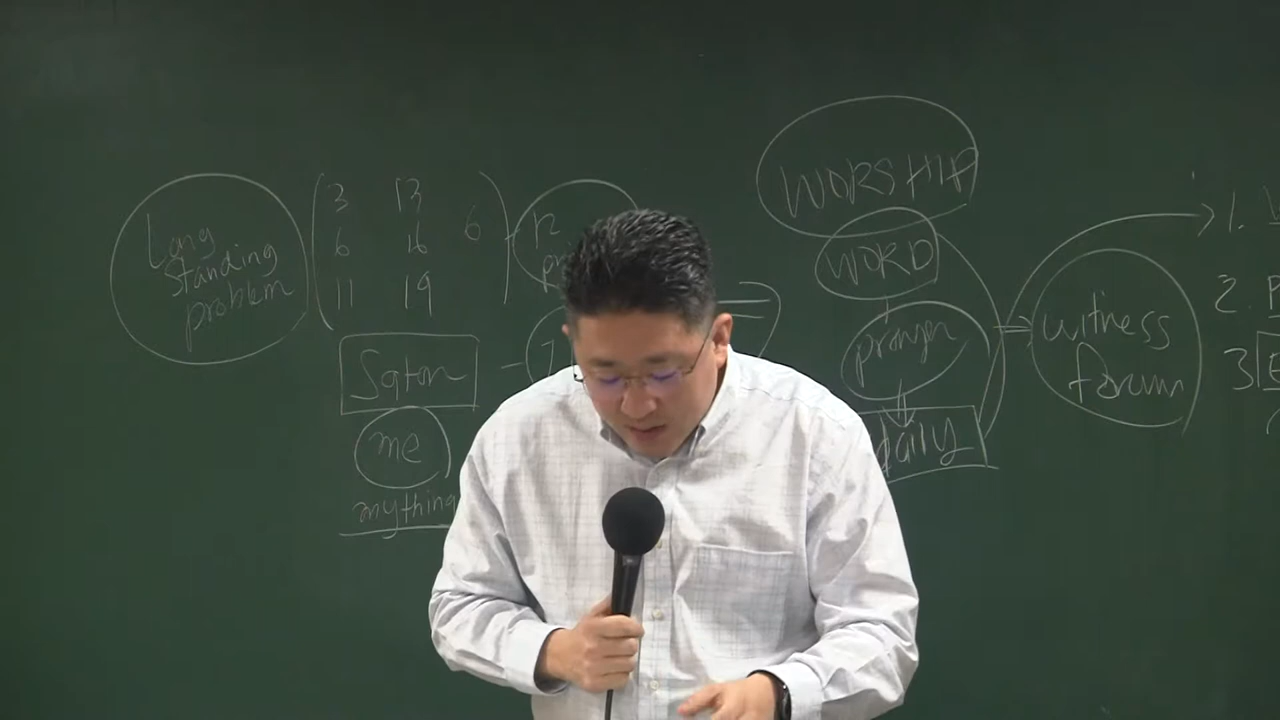 Long
standing
problem
3 13
6 16 6
11 19
12
Satan
me
anything
WORSHIP
WORD
prayer
daily
witness
forum
1.
2.
3